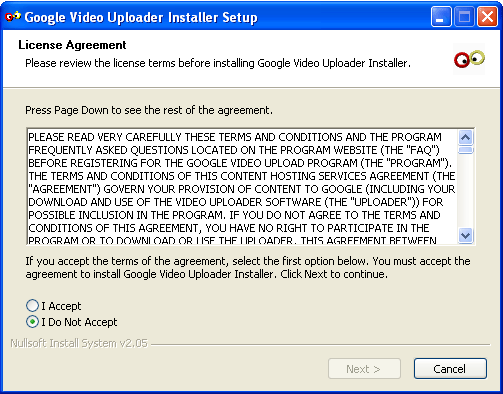 Google Video Uploader Installer Setup
License Agreement
Please review the license terms before installing Google Video Uploader Installer.
Press Page Down to see the rest of the agreement.
PLEASE READ VERY CAREFULLY THESE TERMS AND CONDITIONS AND THE PROGRAM
FREQUENTLY ASKED QUESTIONS LOCATED ON THE PROGRAM WEBSITE (THE "FAQ")
BEFORE REGISTERING FOR THE GOOGLE VIDEO UPLOAD PROGRAM (THE "PROGRAM").
THE TERMS AND CONDITIONS OF THIS CONTENT HOSTING SERVICES AGREEMENT (THE
"AGREEMENT") GOVERN YOUR PROVISION OF CONTENT TO GOOGLE (INCLUDING YOUR
DOWNLOAD AND USE OF THE VIDEO UPLOADER SOFTWARE (THE "UPLOADER")) FOR
POSSIBLE INCLUSION IN THE PROGRAM. IF YOU DO NOT AGREE TO THE TERMS AND
CONDITIONS OF THIS AGREEMENT, YOU HAVE NO RIGHT TO PARTICIPATE IN THE
PROGRAM OR TO DOWNLOAD OR USE THE UPLOADER. THIS AGREEMENT BETWEEN
If you accept the terms of the agreement, select the first option below. You must accept the
agreement to install Google Video Uploader Installer. Click Next to continue.
I Accept
I Do Not Accept
Nullsoft Install System v2.05
Next >
Cancel